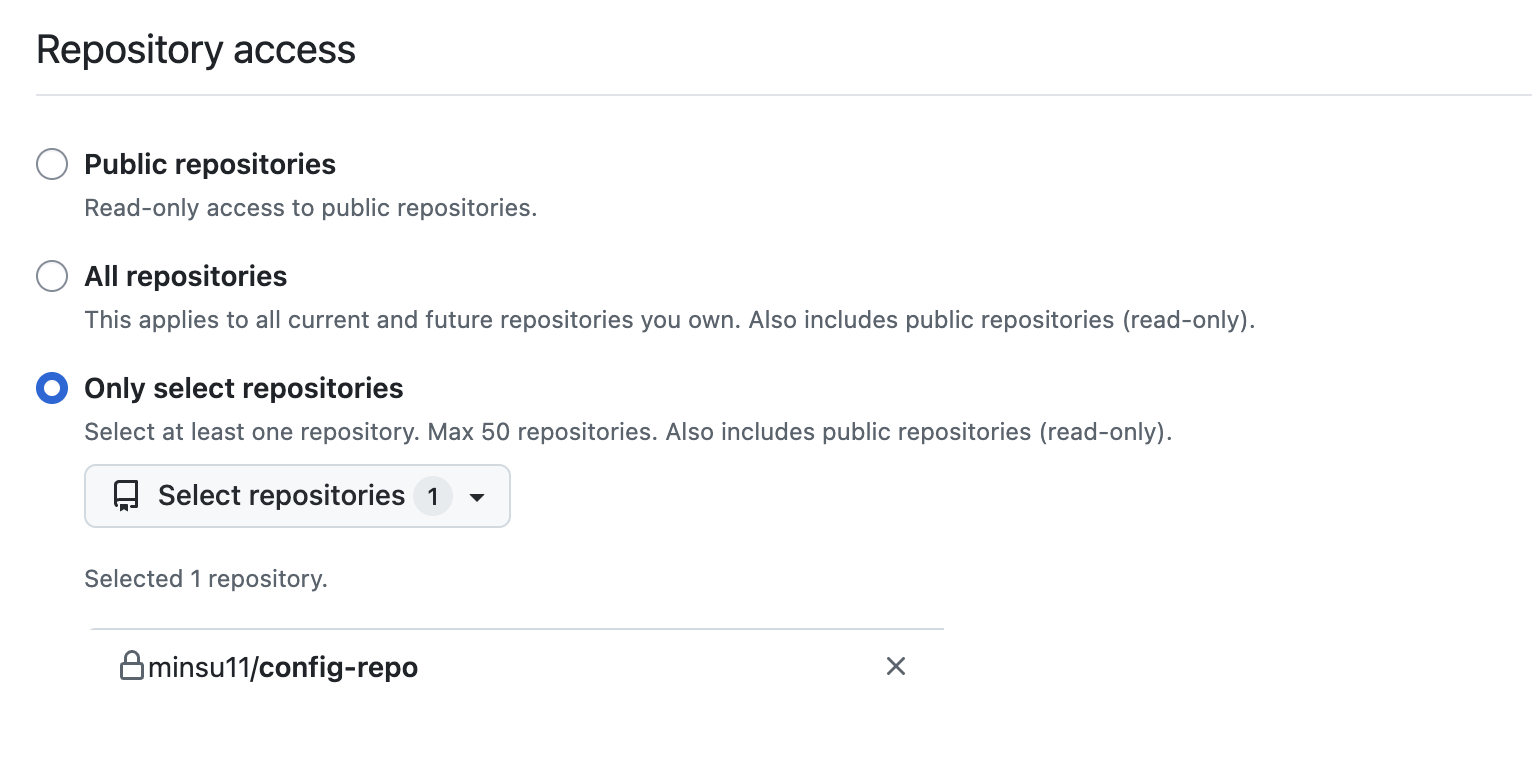 Repository access
Public repositories
Read-only access to public repositories.
All repositories
This applies to all current and future repositories you own. Also includes public repositories (read-only).
Only select repositories
Select at least one repository. Max 50 repositories. Also includes public repositories (read-only).
Select repositories 1
Selected 1 repository.
minsu11/config-repo